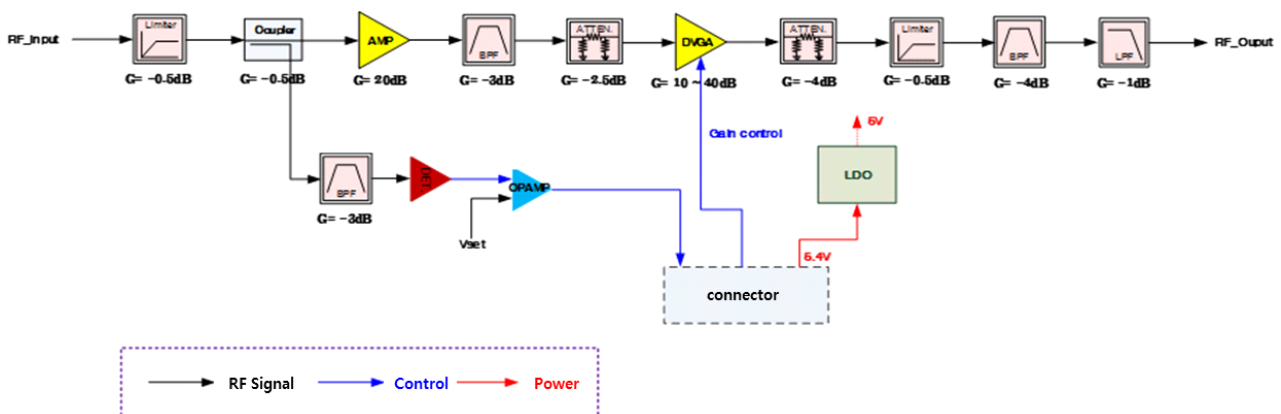 RF_Input
Limiter
G= -0.5dB
Coupler
G= -0.5dB
AMP
G= 20dB
BPF
G= -3dB
ATTEN.
G= -2.5dB
DVGA
G= 10 ~ 40dB
ATTEN.
G= -4dB
Limiter
G= -0.5dB
BPF
G= -4dB
LPF
G= -1dB
RF_Ouput
Gain control
5V
LDO
5.4V
BPF
G= -3dB
DET
OPAMP
Vset
connector
RF Signal
Control
Power